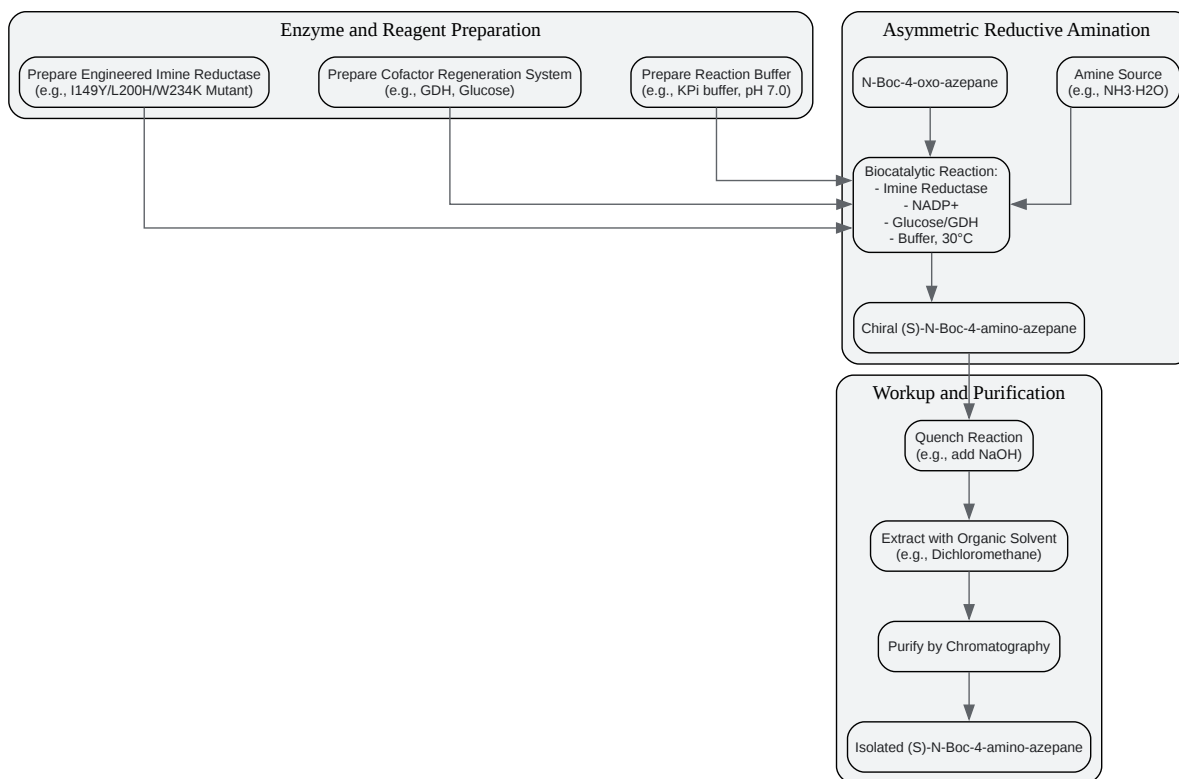 Enzyme and Reagent Preparation
Prepare Engineered Imine Reductase
(e.g., I149Y/L200H/W234K Mutant)
Prepare Cofactor Regeneration System
(e.g., GDH, Glucose)
Prepare Reaction Buffer
(e.g., KPi buffer, pH 7.0)
Asymmetric Reductive Amination
N-Boc-4-oxo-azepane
Amine Source
(e.g., NH3·H2O)
Biocatalytic Reaction:
- Imine Reductase
- NADP+
- Glucose/GDH
- Buffer, 30°C
Chiral (S)-N-Boc-4-amino-azepane
Workup and Purification
Quench Reaction
(e.g., add NaOH)
Extract with Organic Solvent
(e.g., Dichloromethane)
Purify by Chromatography
Isolated (S)-N-Boc-4-amino-azepane